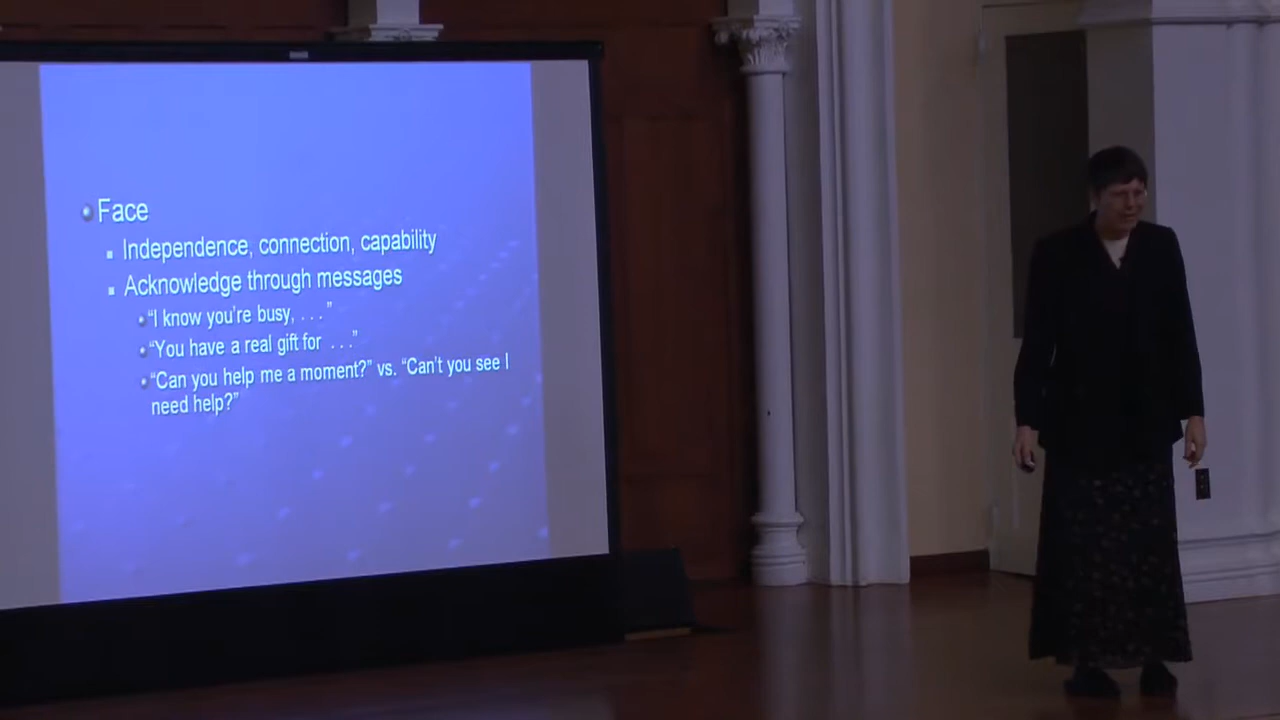 Face
Independence, connection, capability
Acknowledge through messages
“I know you're busy, . . . ”
“You have a real gift for . . .”
“Can you help me a moment?” vs. “Can't you see I
need help?”